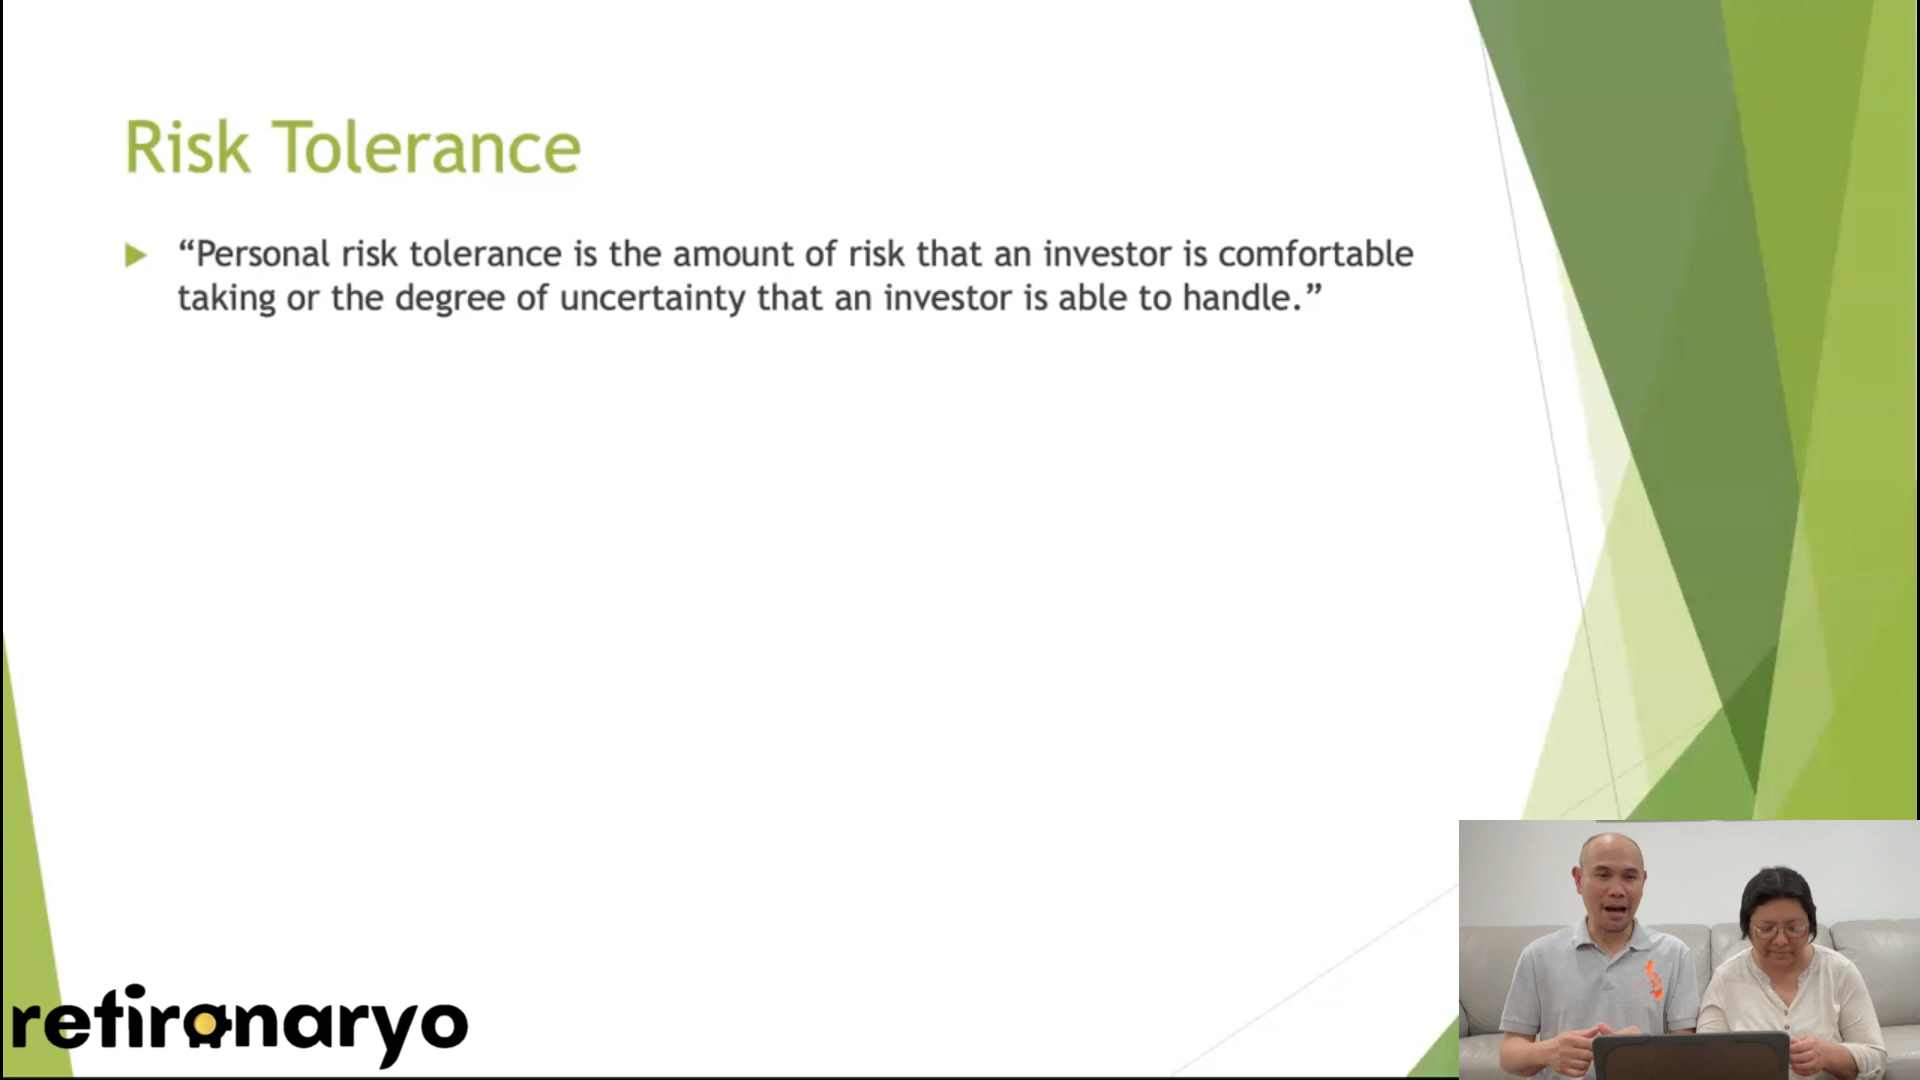 Risk Tolerance
“Personal risk tolerance is the amount of risk that an investor is comfortable
taking or the degree of uncertainty that an investor is able to handle.”
retiranaryo